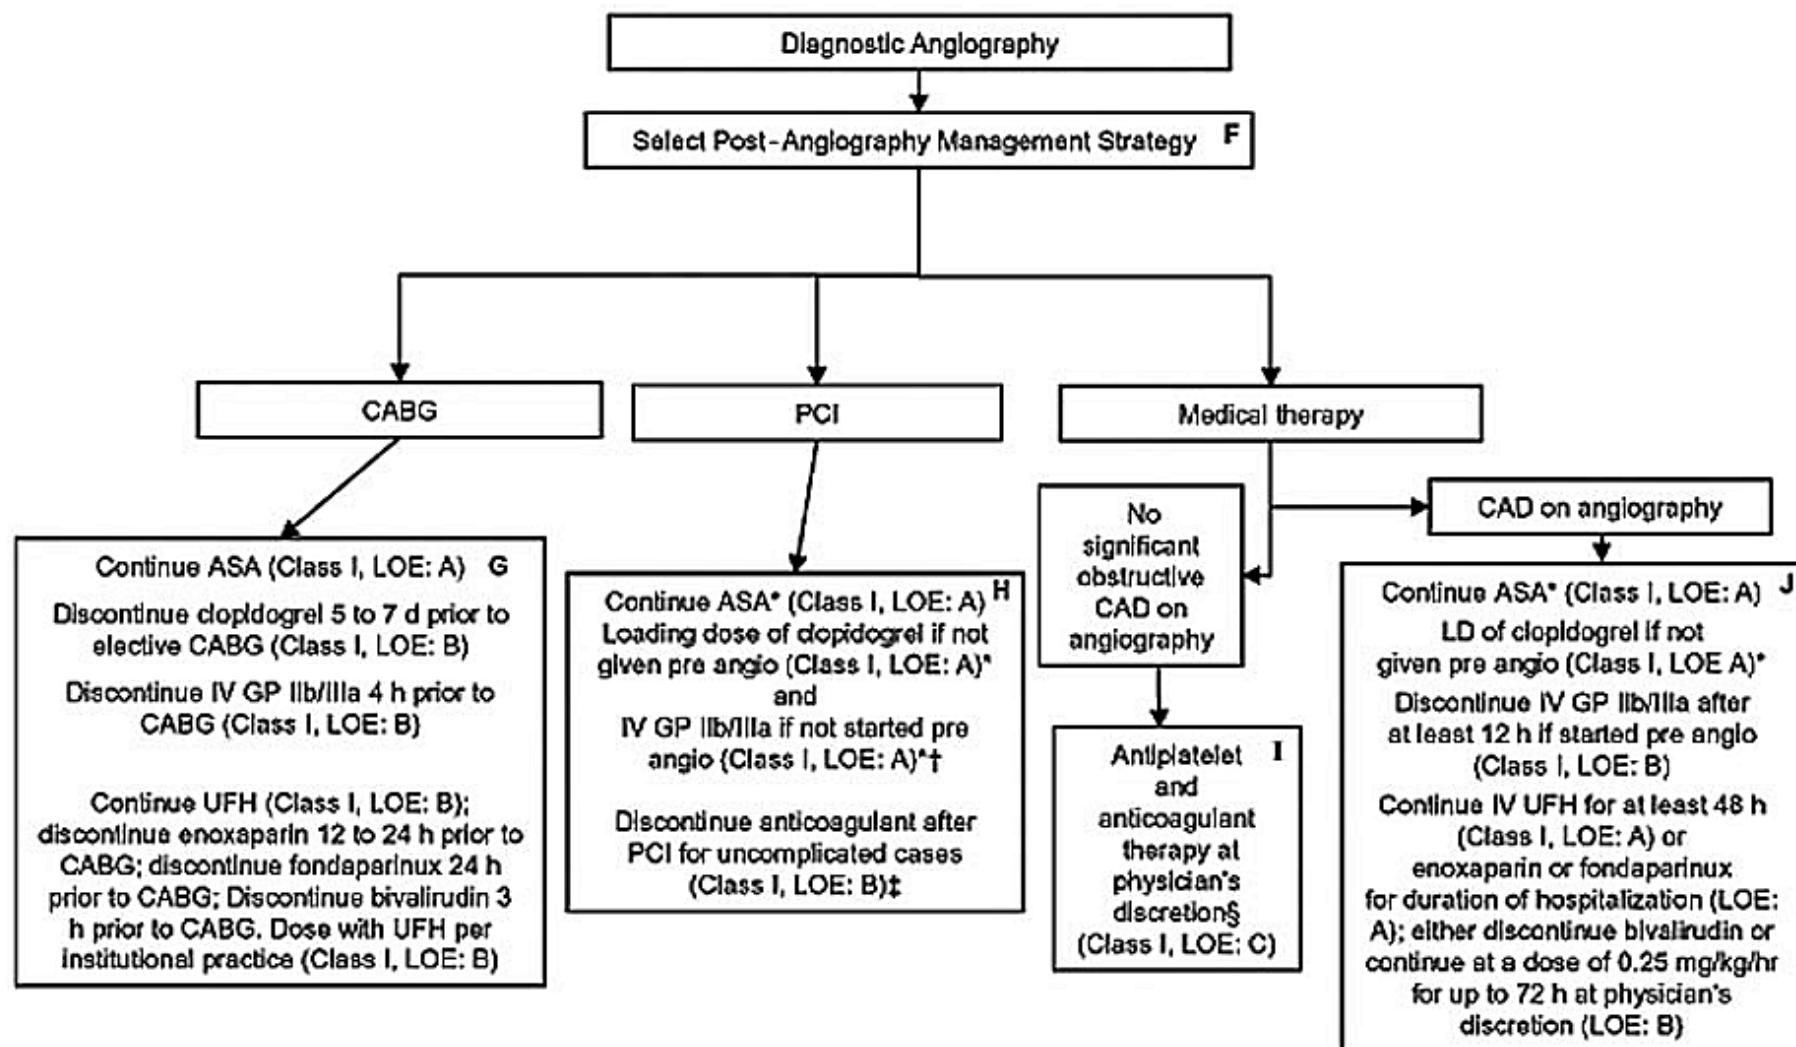 Diagnostic Angiography
Select Post-Angiography Management Strategy F
CABG
PCI
Medical therapy
Continue ASA (Class I, LOE: A) G
Discontinue clopidogrel 5 to 7 d prior to
elective CABG (Class I, LOE: B)
Discontinue IV GP IIb/IIIa 4 h prior to
CABG (Class I, LOE: B)
Continue UFH (Class I, LOE: B);
discontinue enoxaparin 12 to 24 h prior to
CABG; discontinue fondaparinux 24 h
prior to CABG; Discontinue bivalirudin 3
h prior to CABG. Dose with UFH per
institutional practice (Class I, LOE: B)
Continue ASA* (Class I, LOE: A) H
Loading dose of clopidogrel if not
given pre angio (Class I, LOE: A)*
and
IV GP IIb/IIIa if not started pre
angio (Class I, LOE: A)*†
Discontinue anticoagulant after
PCI for uncomplicated cases
(Class I, LOE: B)‡
No
significant
obstructive
CAD on
angiography
Antiplatelet I
and
anticoagulant
therapy at
physician's
discretion§
(Class I, LOE: C)
CAD on angiography
Continue ASA* (Class I, LOE: A) J
LD of clopidogrel if not
given pre angio (Class I, LOE A)*
Discontinue IV GP IIb/IIIa after
at least 12 h if started pre angio
(Class I, LOE: B)
Continue IV UFH for at least 48 h
(Class I, LOE: A) or
enoxaparin or fondaparinux
for duration of hospitalization (LOE:
A); either discontinue bivalirudin or
continue at a dose of 0.25 mg/kg/hr
for up to 72 h at physician's
discretion (LOE: B)